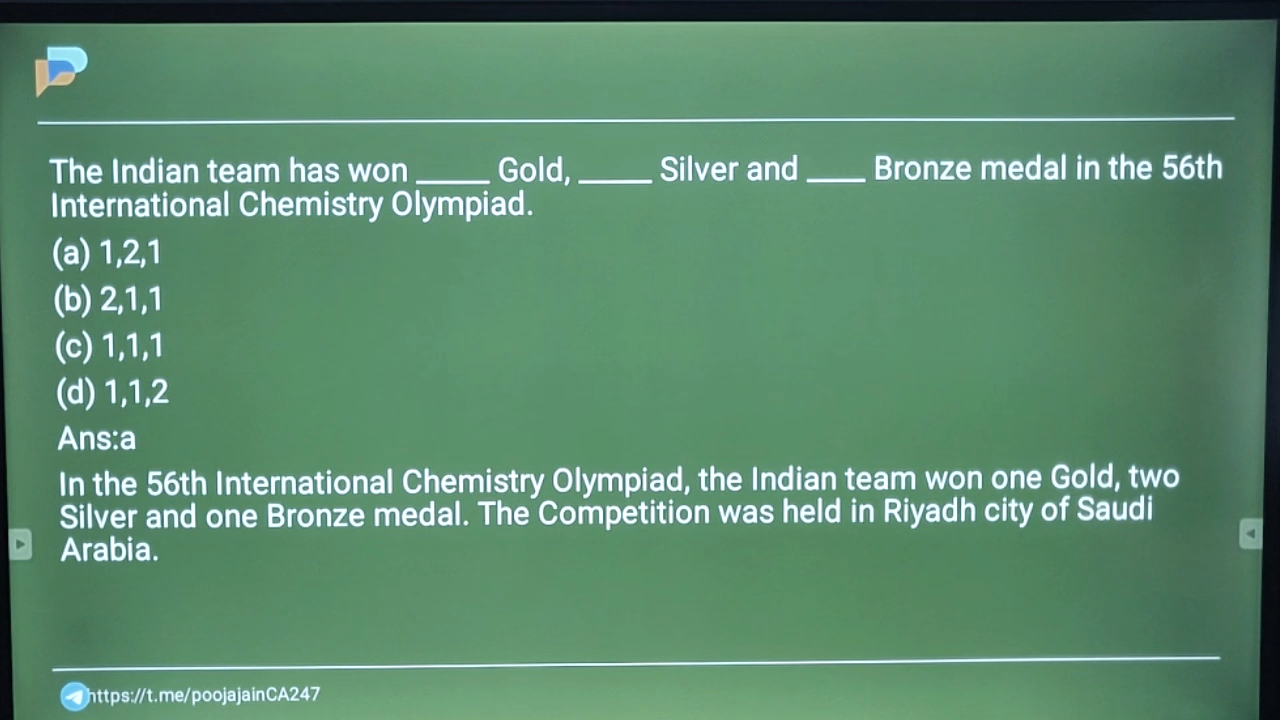 The Indian team has won _____ Gold, _____ Silver and ____ Bronze medal in the 56th
International Chemistry Olympiad.
(a) 1,2,1
(b) 2,1,1
(c) 1,1,1
(d) 1,1,2
Ans:a
In the 56th International Chemistry Olympiad, the Indian team won one Gold, two
Silver and one Bronze medal. The Competition was held in Riyadh city of Saudi
Arabia.
https://t.me/poojajainCA247